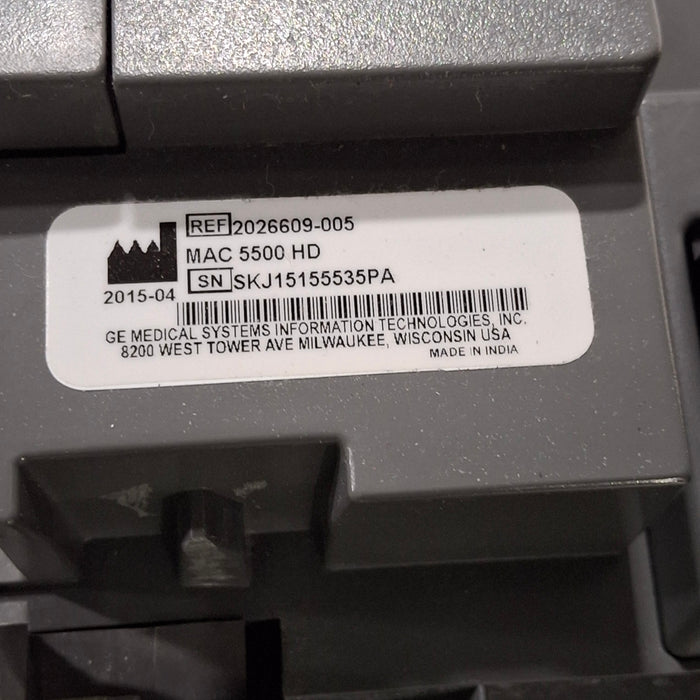 REF 2026609-005
MAC 5500 HD
SN SKJ15155535PA
2015-04
GE MEDICAL SYSTEMS INFORMATION TECHNOLOGIES, INC.
8200 WEST TOWER AVE MILWAUKEE, WISCONSIN USA
MADE IN INDIA